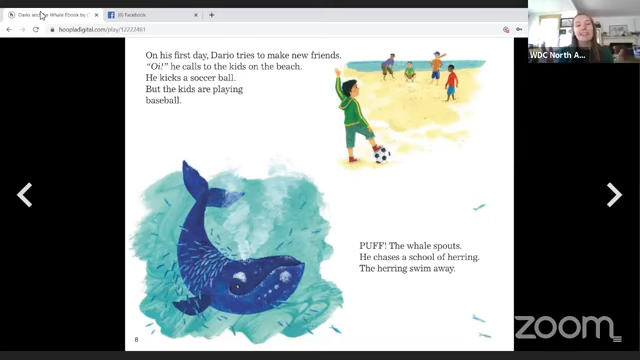 Dario and the Whale Ebook by
(6) Facebook
hoopladigital.com/play/12222461
WDC North A...
On his first day, Dario tries to make new friends.
"Oi!" he calls to the kids on the beach.
He kicks a soccer ball.
But the kids are playing
baseball.
PUFF! The whale spouts.
He chases a school of herring.
The herring swim away.
8
zoom